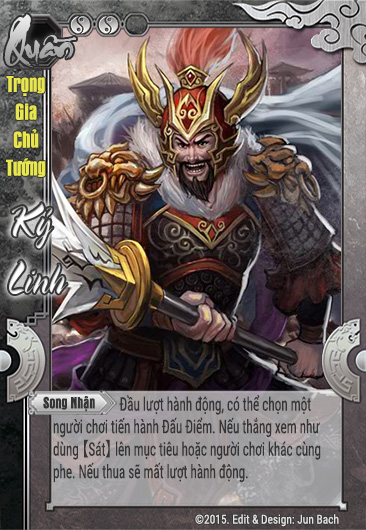 Quần
Trọng
Gia
Chủ
Tướng
Kỷ
Linh
Song Nhận Đầu lượt hành động, có thể chọn một
người chơi tiến hành Đấu Điểm. Nếu thắng xem như
dùng【Sát】lên mục tiêu hoặc người chơi khác cùng
phe. Nếu thua sẽ mất lượt hành động.
©2015. Edit & Design: Jun Bach